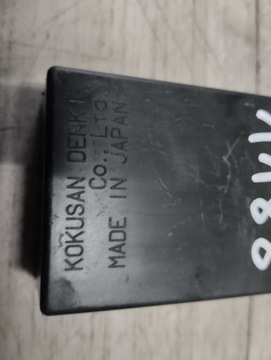 KOKUSAN DENKI
Co., Ltd
MADE IN JAPAN